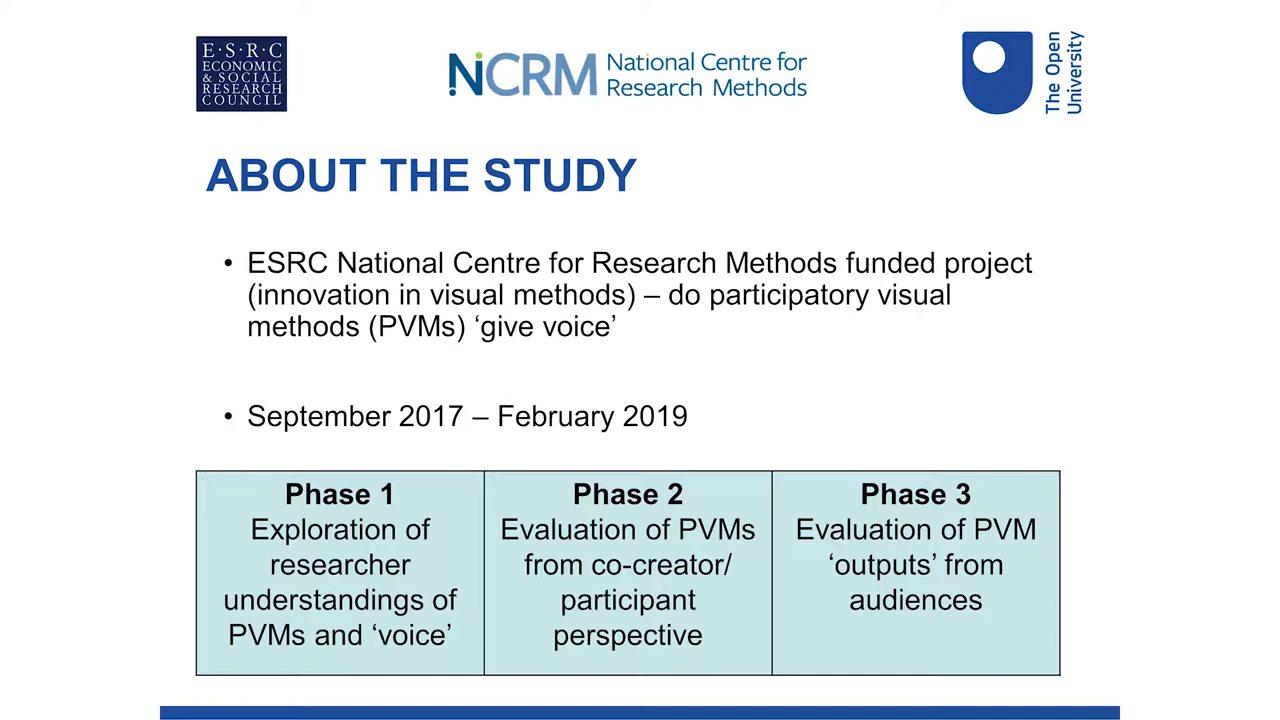 E·S·R·C
ECONOMIC
& SOCIAL
RESEARCH
COUNCIL
NCRM National Centre for
Research Methods
The Open
University
ABOUT THE STUDY
• ESRC National Centre for Research Methods funded project
(innovation in visual methods) – do participatory visual
methods (PVMs) ‘give voice’
• September 2017 – February 2019
Phase 1
Exploration of
researcher
understandings of
PVMs and ‘voice’
Phase 2
Evaluation of PVMs
from co-creator/
participant
perspective
Phase 3
Evaluation of PVM
‘outputs’ from
audiences